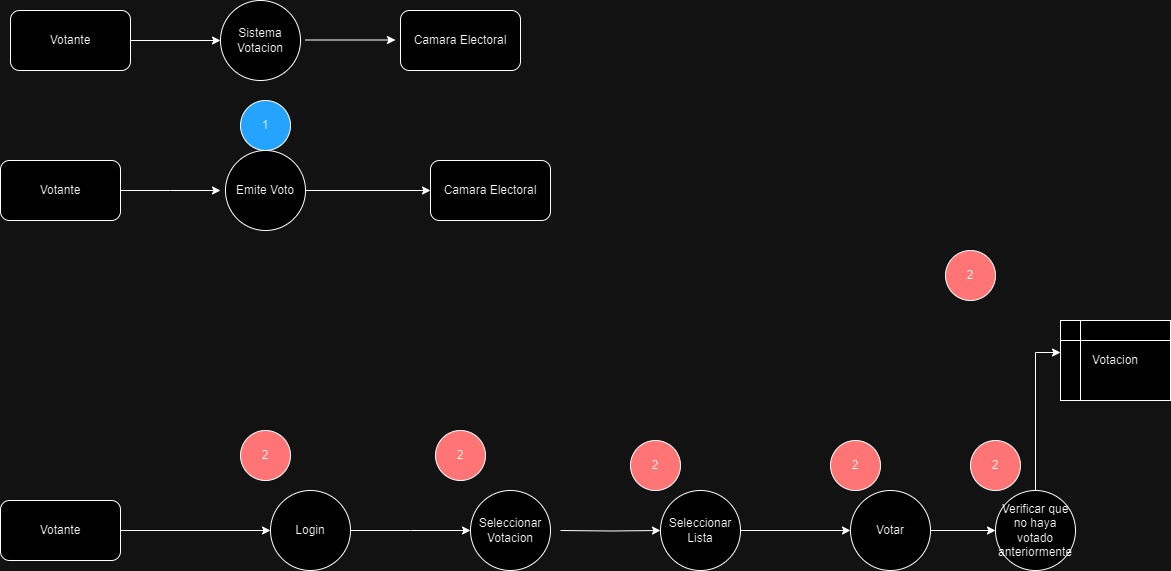 Votante
Sistema
Votacion
Camara Electoral
1
Votante
Emite Voto
Camara Electoral
2
Votacion
2
2
2
2
2
Votante
Login
Seleccionar
Votacion
Seleccionar
Lista
Votar
Verificar que
no haya
votado
anteriormente